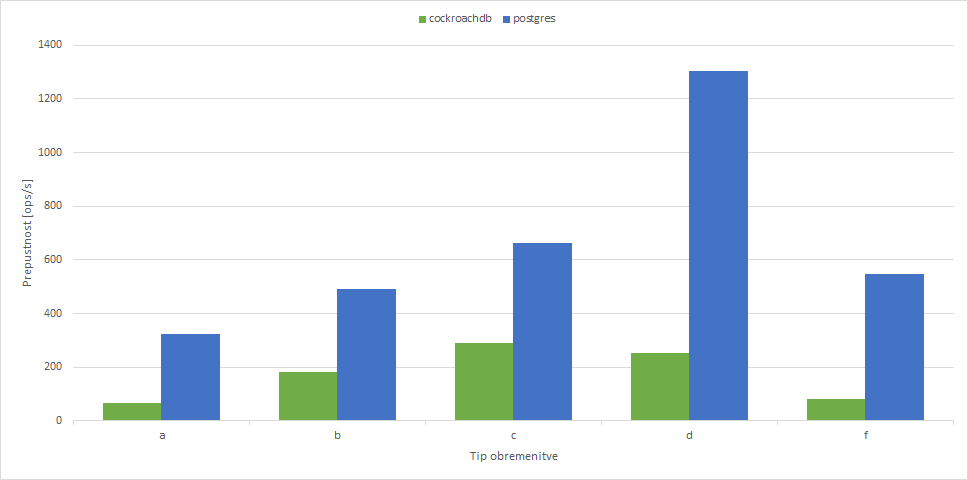 cockroachdb postgres
1400
1200
1000
800
600
400
200
0
Prepustnost [ops/s]
a b c d f
Tip obremenitve